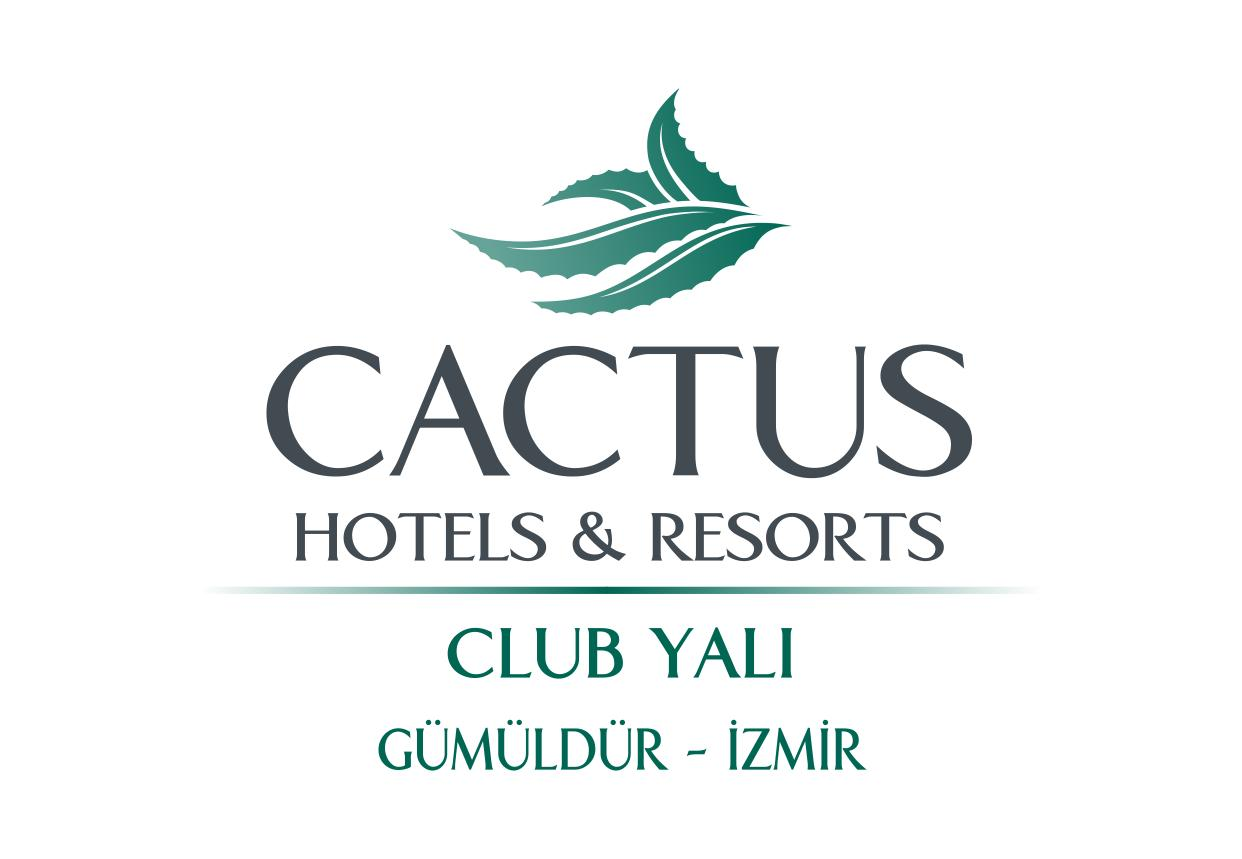 CACTUS
HOTELS & RESORTS
CLUB YALI
GÜMÜLDÜR - İZMİR